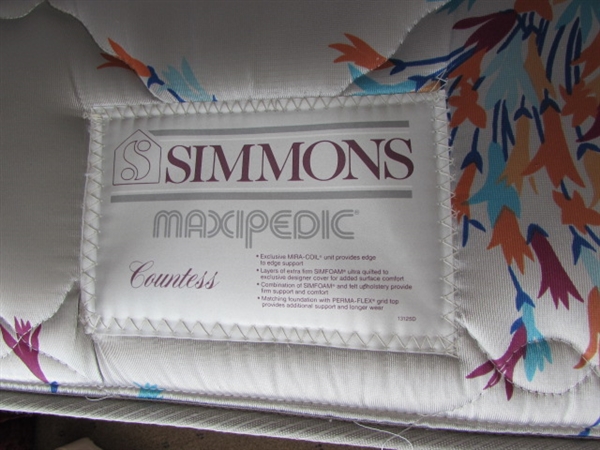 SIMMONS
MAXIPEDIC®
Countess
• Exclusive MIRA-COIL® unit provides edge
to edge support
• Layers of extra firm SIMFOAM® ultra quilted to
exclusive designer cover for added surface comfort
• Combination of SIMFOAM® and felt upholstery provide
firm support and comfort
• Matching foundation with PERMA-FLEX® grid top
provides additional support and longer wear